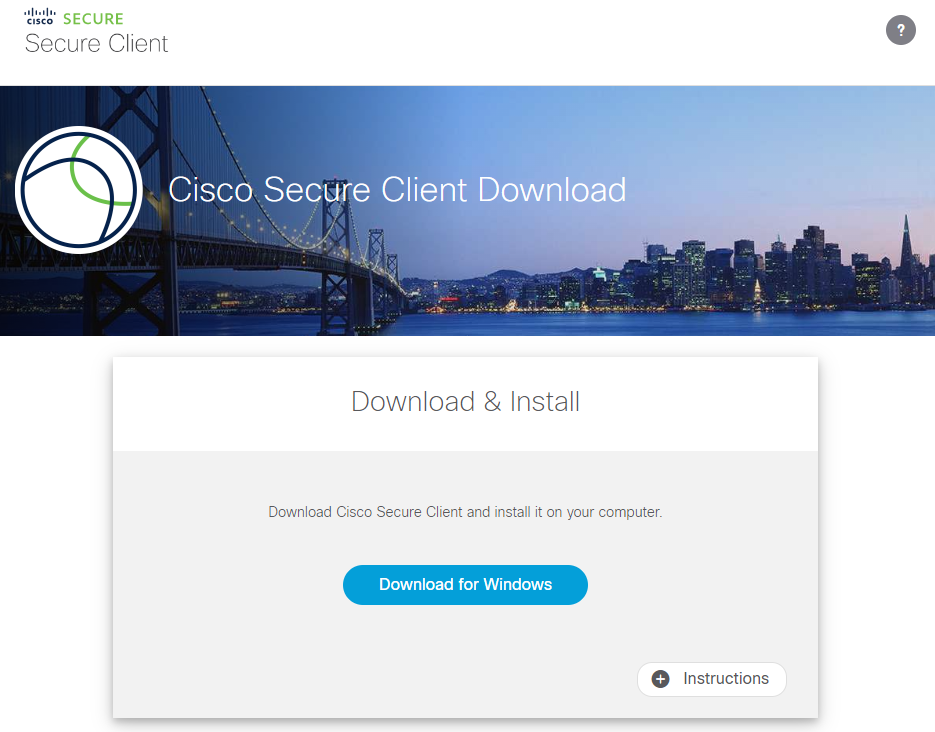 CISCO SECURE
Secure Client
?
Cisco Secure Client Download
Download & Install
Download Cisco Secure Client and install it on your computer.
Download for Windows
Instructions